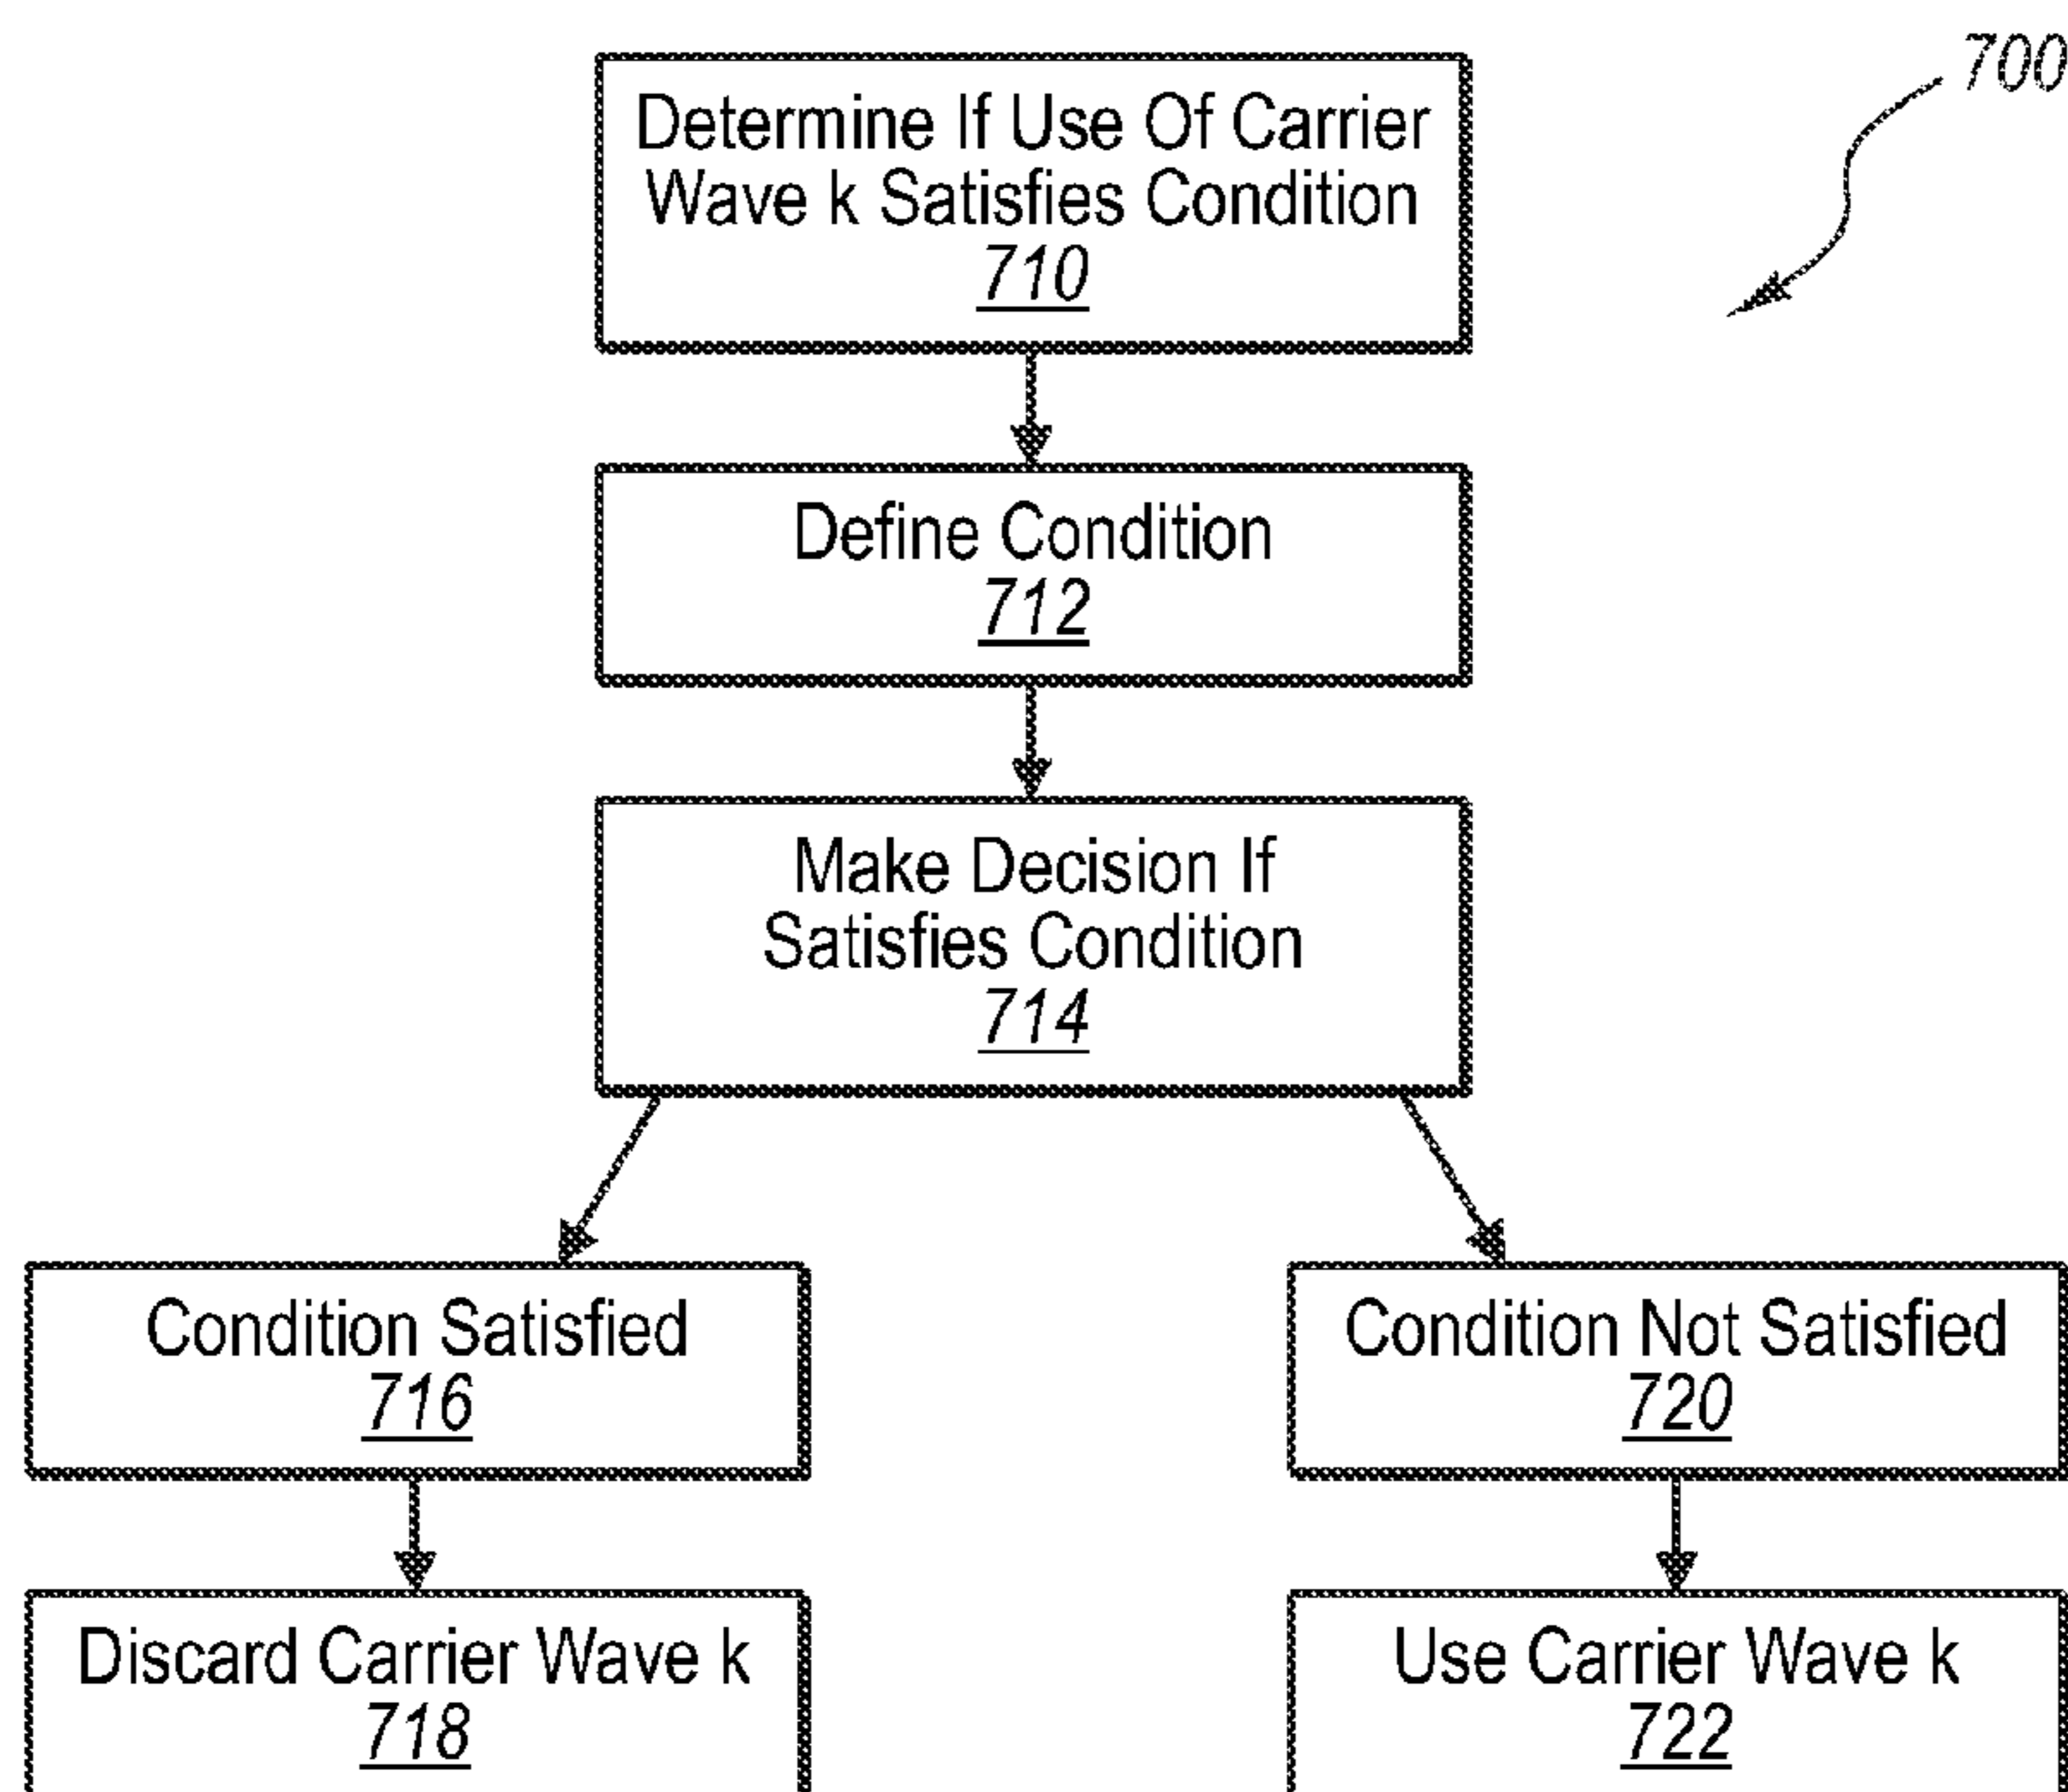 700
Determine If Use Of Carrier
Wave k Satisfies Condition
710
Define Condition
712
Make Decision If
Satisfies Condition
714
Condition Satisfied
716
Condition Not Satisfied
720
Discard Carrier Wave k
718
Use Carrier Wave k
722